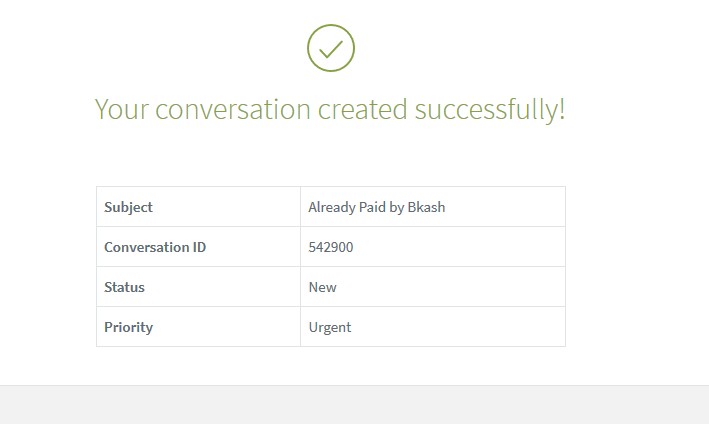 Your conversation created successfully!
Subject Already Paid by Bkash
Conversation ID 542900
Status New
Priority Urgent